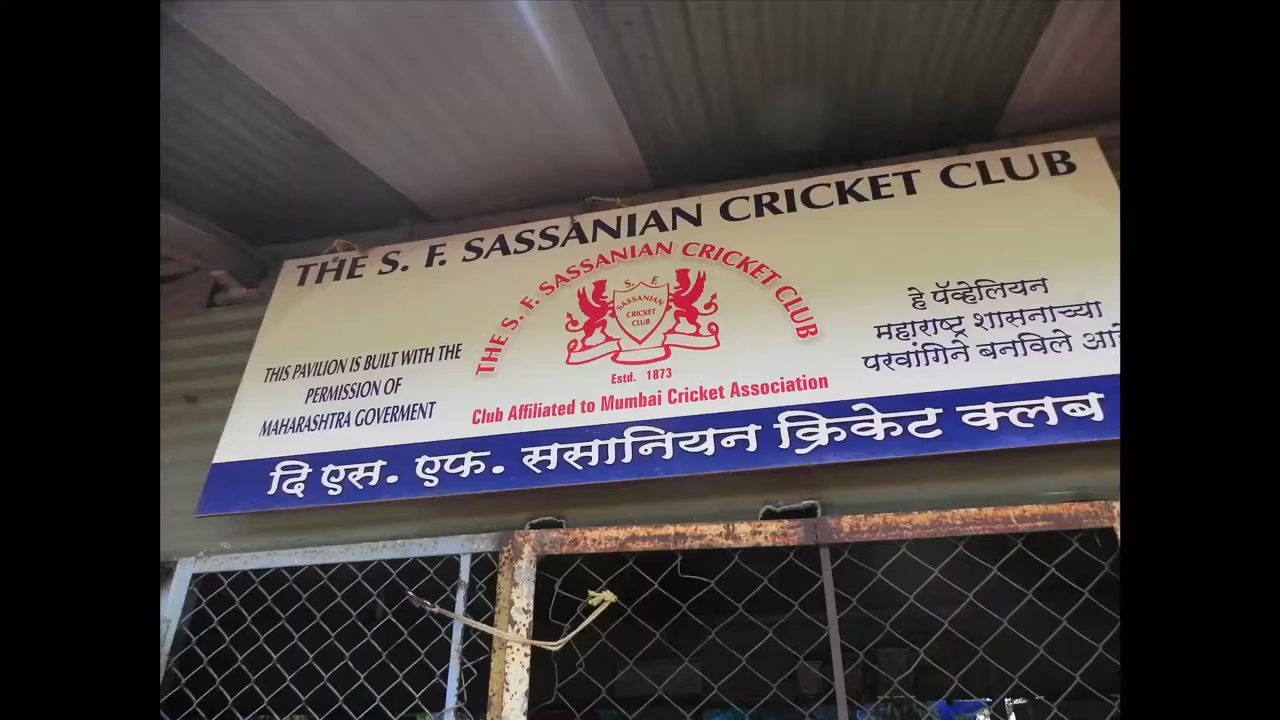 THE S. F. SASSANIAN CRICKET CLUB
THE S. F. SASSANIAN CRICKET CLUB
S. F.
SASSANIAN
CRICKET
CLUB
Estd. 1873
Club Affiliated to Mumbai Cricket Association
THIS PAVILION IS BUILT WITH THE
PERMISSION OF
MAHARASHTRA GOVERMENT
हे पॅव्हेलियन
महाराष्ट्र शासनाच्या
परवांगिने बनविले आहे
दि एस. एफ. ससानियन क्रिकेट क्लब